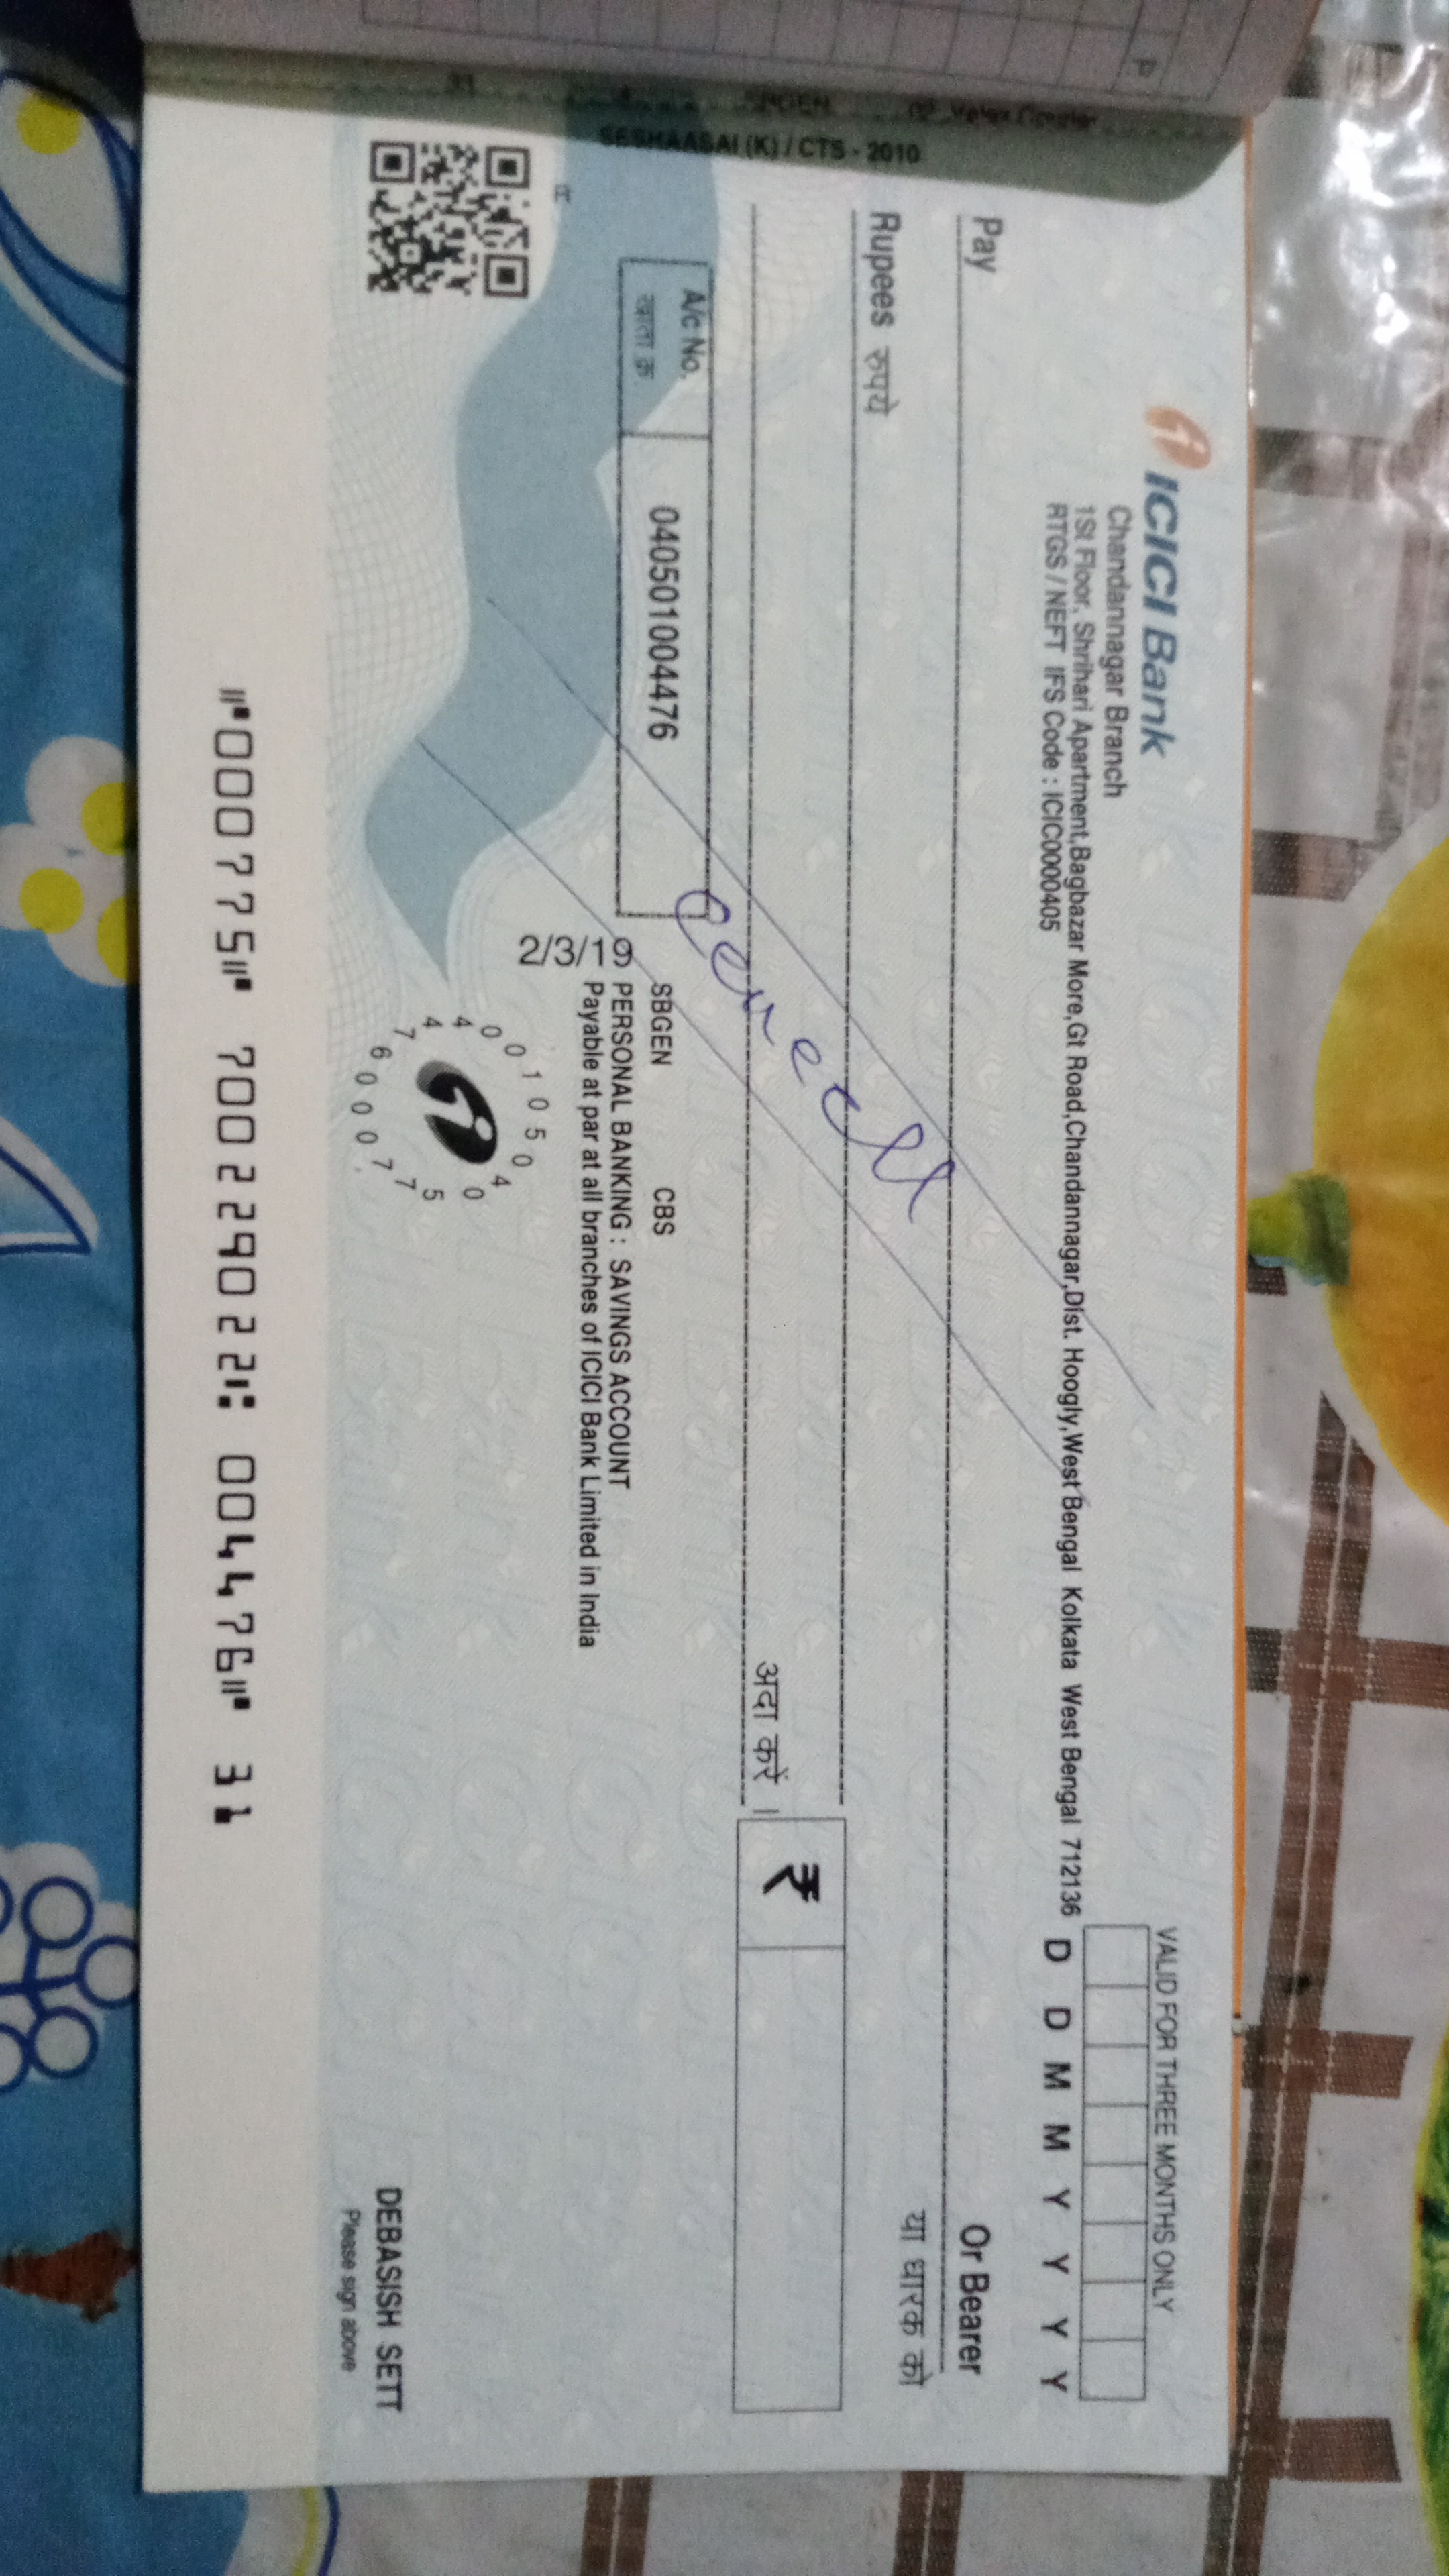 SESHAASAI (K) / CTS - 2010
ICICI Bank
Chandannagar Branch
1St Floor, Shrihari Apartment,Bagbazar More,Gt Road,Chandannagar,Dist. Hoogly,West Bengal Kolkata West Bengal 712136
RTGS / NEFT IFS Code : ICIC0000405
VALID FOR THREE MONTHS ONLY
D D M M Y Y Y Y
Pay
Or Bearer
या धारक को
Rupees रुपये
अदा करें ।
₹
A/c No.
खाता क्र
040501004476
cancell
SBGEN CBS
2/3/19
PERSONAL BANKING : SAVINGS ACCOUNT
Payable at par at all branches of ICICI Bank Limited in India
7 4 4 0 0 1 0 5 0 4 0
6 0 0 0 7 7 5
DEBASISH SETT
Please sign above
⑈000775⑈ 700229022⑆ 004476⑈ 31